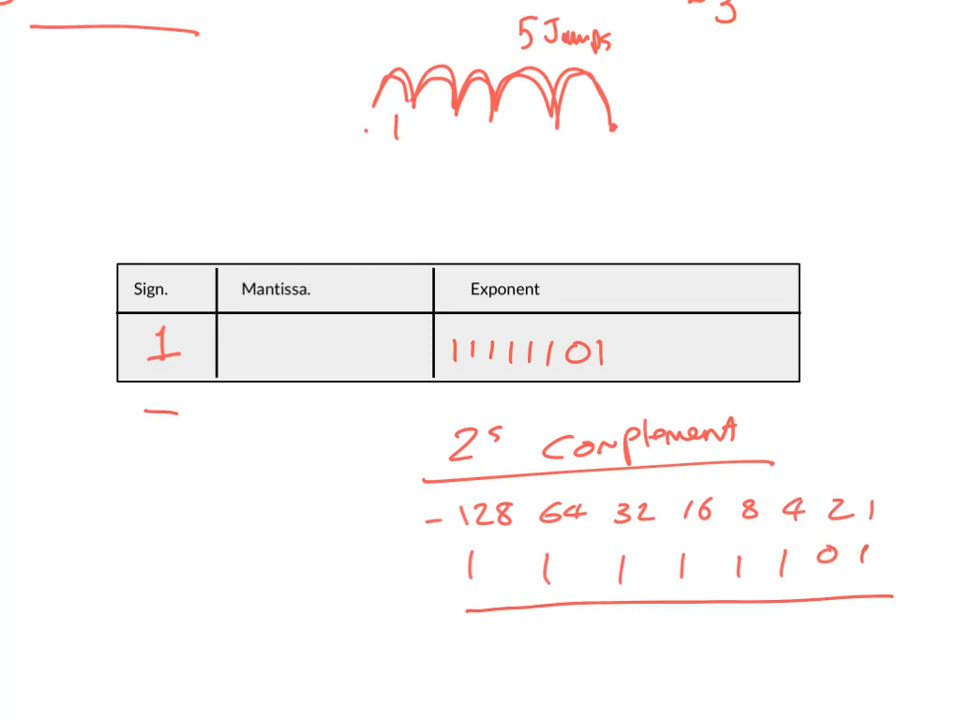 - 3
5 Jumps
. 1
Sign. Mantissa. Exponent
1 11111101
2s Complement
- 128 64 32 16 8 4 2 1
1 1 1 1 1 1 0 1